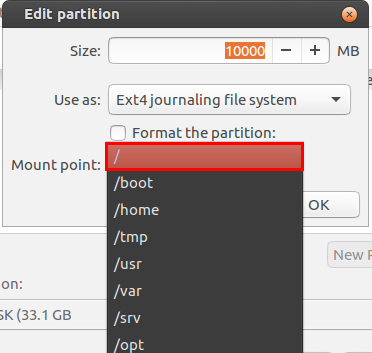 Edit partition
Size: 10000 − + MB
Use as: Ext4 journaling file system
Format the partition:
Mount point: /
/boot
/home
OK
/tmp
/usr
New
/var
on:
/srv
SK (33.1 GB
/opt